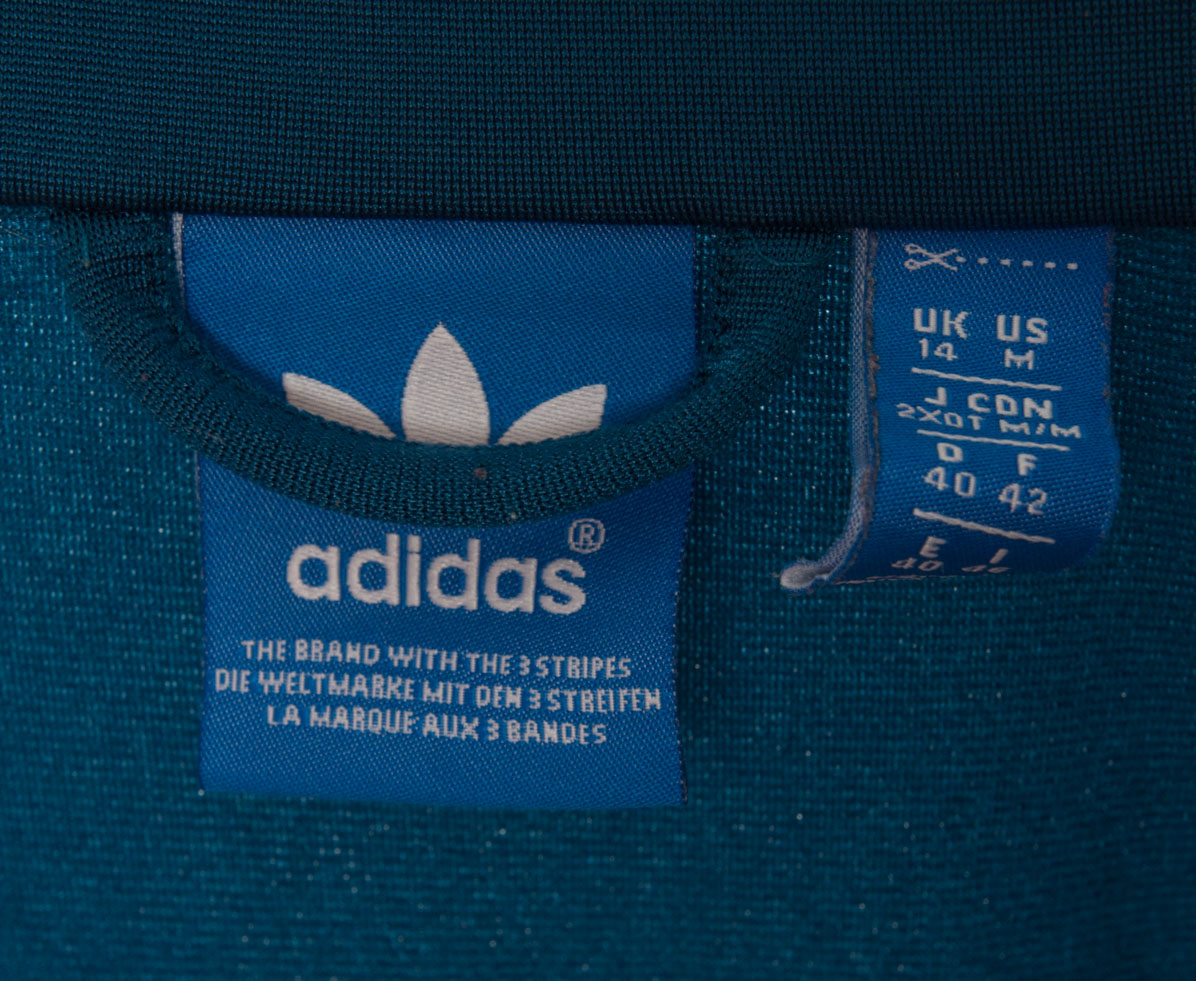 adidas®
THE BRAND WITH THE 3 STRIPES
DIE WELTMARKE MIT DEN 3 STREIFEN
LA MARQUE AUX 3 BANDES
UK US
14 M
J CDN
2XOT M/M
D F
40 42
E I
40